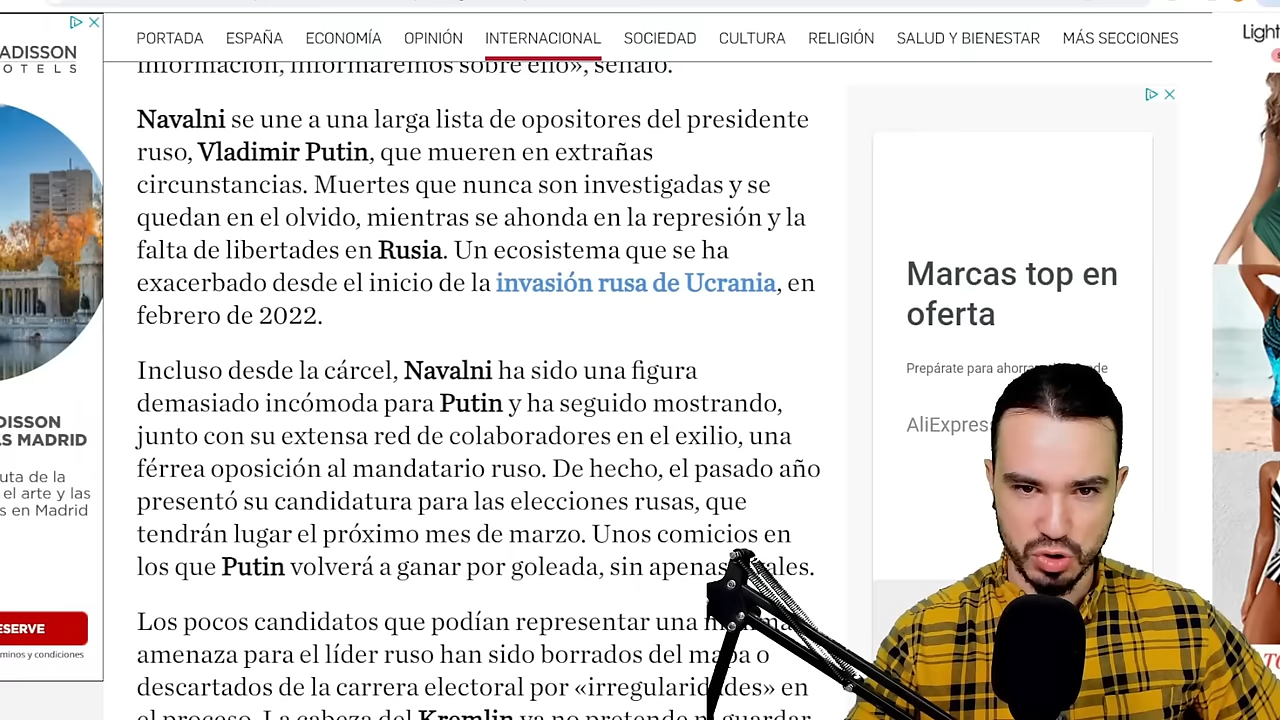 PORTADA ESPAÑA ECONOMÍA OPINIÓN INTERNACIONAL SOCIEDAD CULTURA RELIGIÓN SALUD Y BIENESTAR MÁS SECCIONES
información, informaremos sobre ello», señaló.
Navalni se une a una larga lista de opositores del presidente
ruso, Vladimir Putin, que mueren en extrañas
circunstancias. Muertes que nunca son investigadas y se
quedan en el olvido, mientras se ahonda en la represión y la
falta de libertades en Rusia. Un ecosistema que se ha
exacerbado desde el inicio de la invasión rusa de Ucrania, en
febrero de 2022.
Incluso desde la cárcel, Navalni ha sido una figura
demasiado incómoda para Putin y ha seguido mostrando,
junto con su extensa red de colaboradores en el exilio, una
férrea oposición al mandatario ruso. De hecho, el pasado año
presentó su candidatura para las elecciones rusas, que
tendrán lugar el próximo mes de marzo. Unos comicios en
los que Putin volverá a ganar por goleada, sin apenas
Los pocos candidatos que podían representar una
amenaza para el líder ruso han sido borrados del mapa o
descartados de la carrera electoral por «irregularidades» en
el proceso. La cabeza del Kremlin ya no pretende ni guardar
ADISSON
OTELS
DISSON
S MADRID
uta de la
el arte y las
s en Madrid
ESERVE
minos y condiciones
Marcas top en
oferta
Prepárate para ahorra
AliExpres
Light